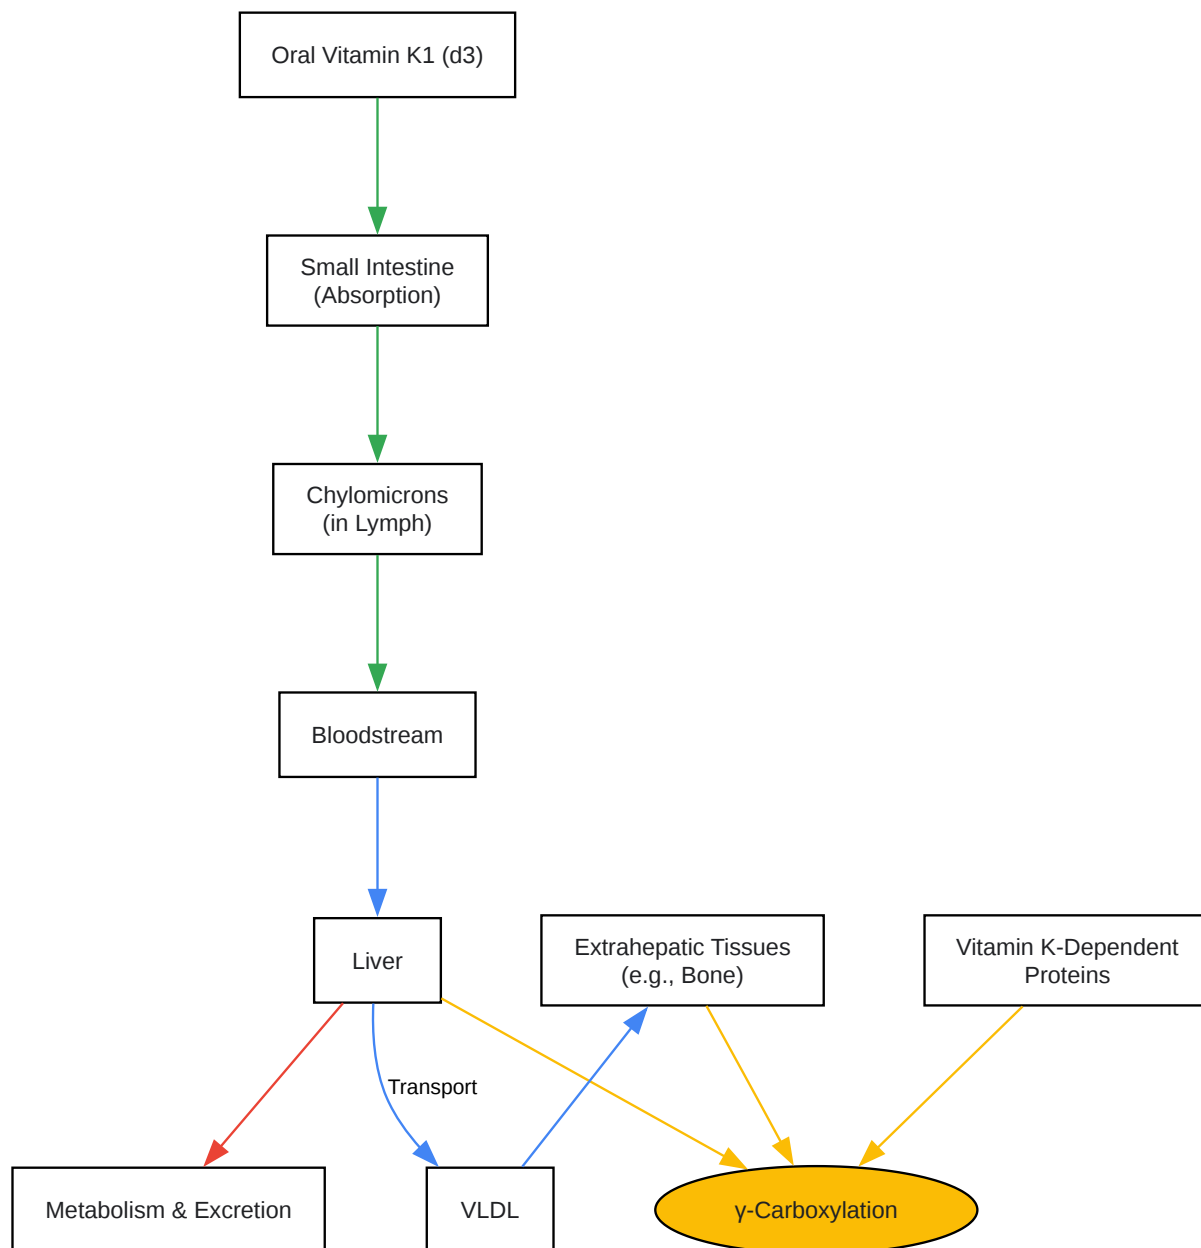 Oral Vitamin K1 (d3)
Small Intestine
(Absorption)
Chylomicrons
(in Lymph)
Bloodstream
Liver
Extrahepatic Tissues
(e.g., Bone)
Vitamin K-Dependent
Proteins
Transport
Metabolism & Excretion
VLDL
γ-Carboxylation